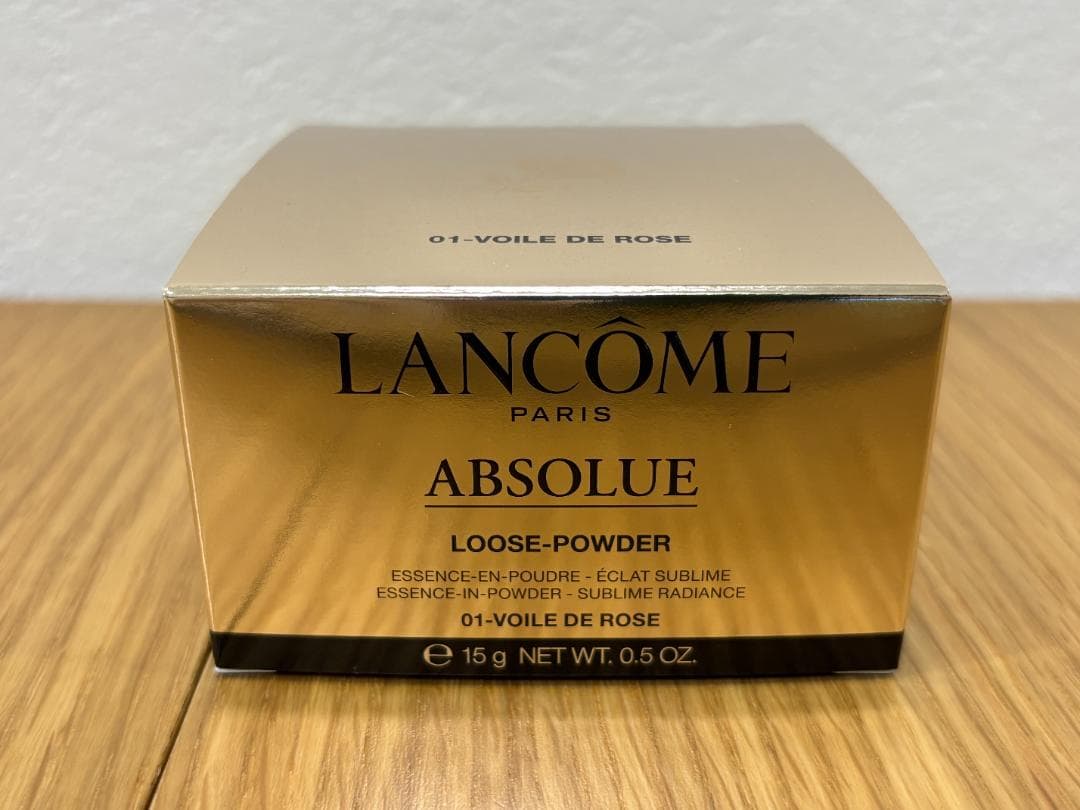 01-VOILE DE ROSE
LANCÔME
PARIS
ABSOLUE
LOOSE-POWDER
ESSENCE-EN-POUDRE - ÉCLAT SUBLIME
ESSENCE-IN-POWDER - SUBLIME RADIANCE
01-VOILE DE ROSE
℮ 15 g NET WT. 0.5 OZ.